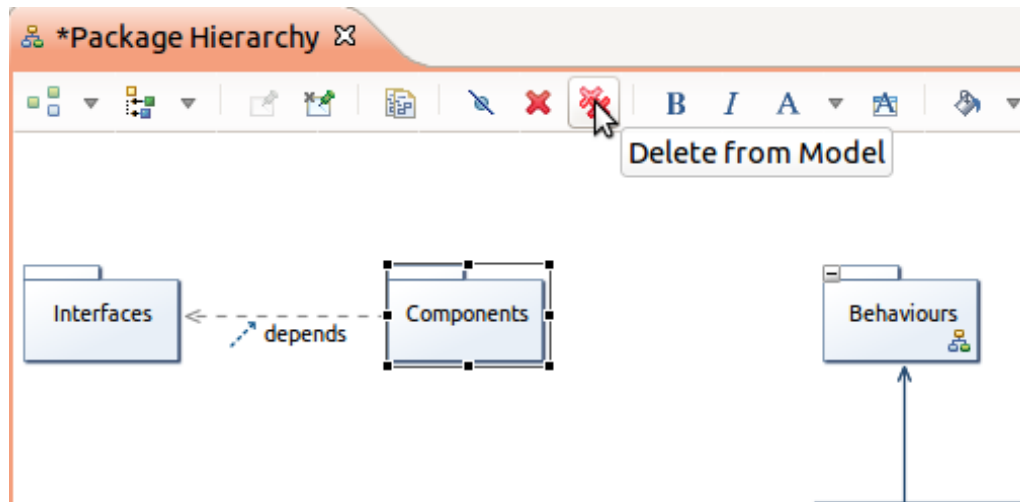 *Package Hierarchy
B I A A
Delete from Model
Interfaces
depends
Components
Behaviours